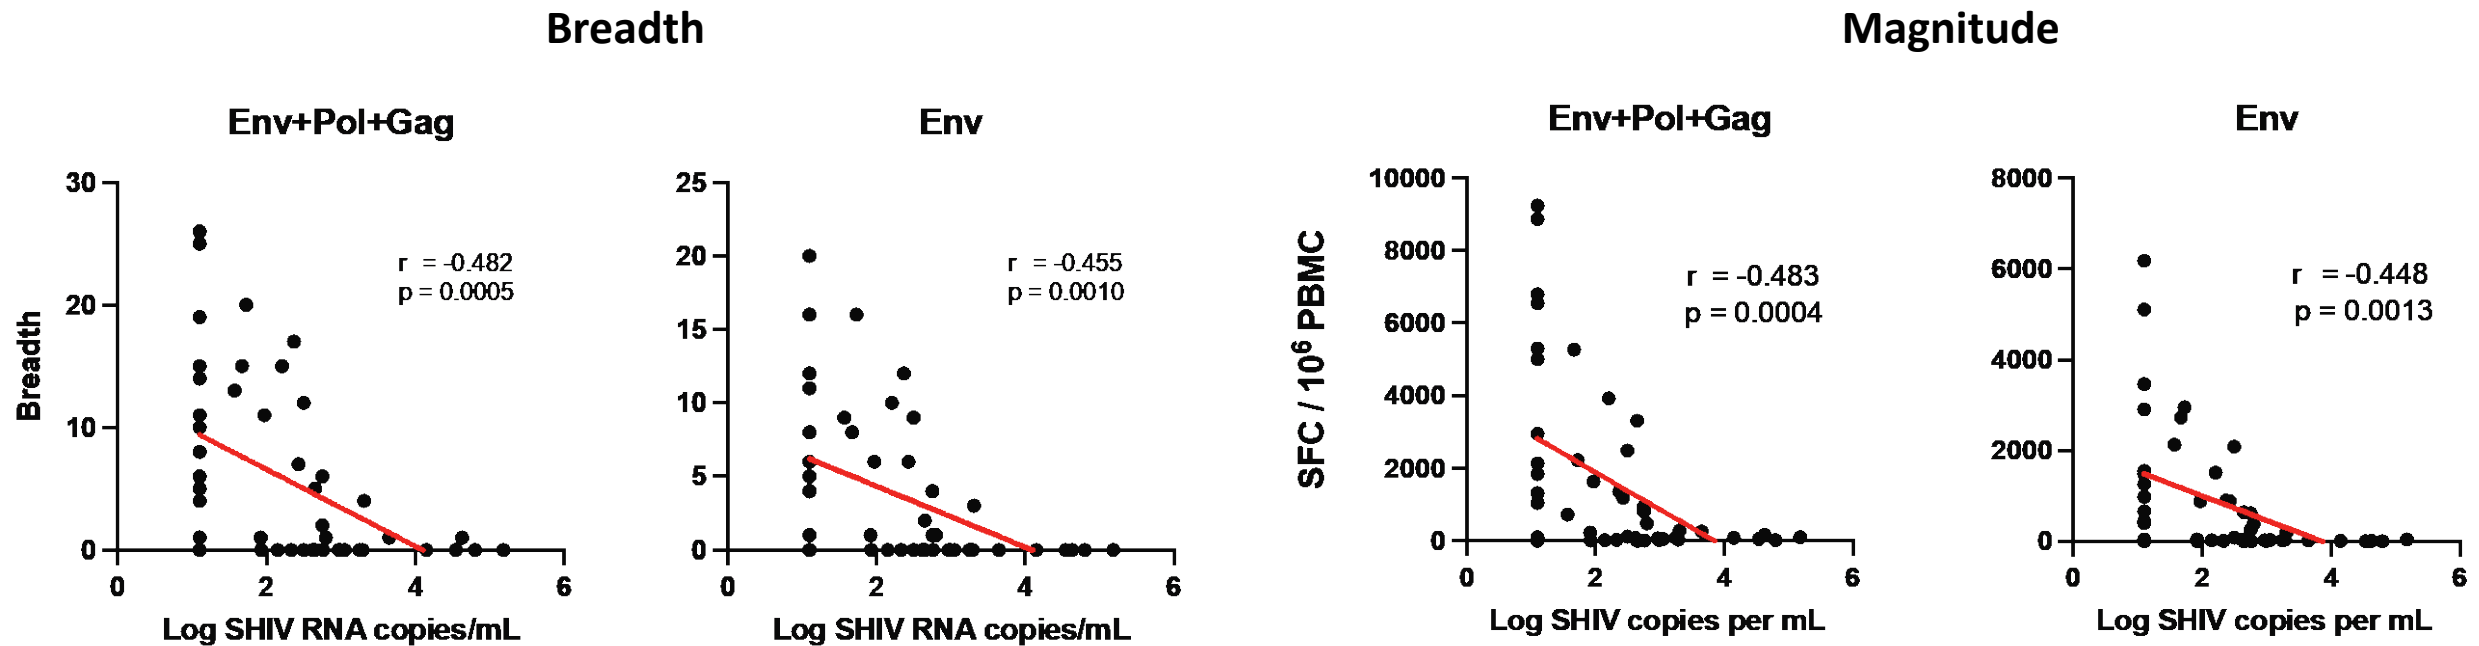 Breadth
Magnitude
Env+Pol+Gag
30
20
10
0
Breadth
r = -0.482
p = 0.0005
0 2 4 6
Log SHIV RNA copies/mL
Env
25
20
15
10
5
0
r = -0.455
p = 0.0010
0 2 4 6
Log SHIV RNA copies/mL
Env+Pol+Gag
10000
8000
6000
4000
2000
0
SFC / 10⁶ PBMC
r = -0.483
p = 0.0004
0 2 4 6
Log SHIV copies per mL
Env
8000
6000
4000
2000
0
r = -0.448
p = 0.0013
0 2 4 6
Log SHIV copies per mL